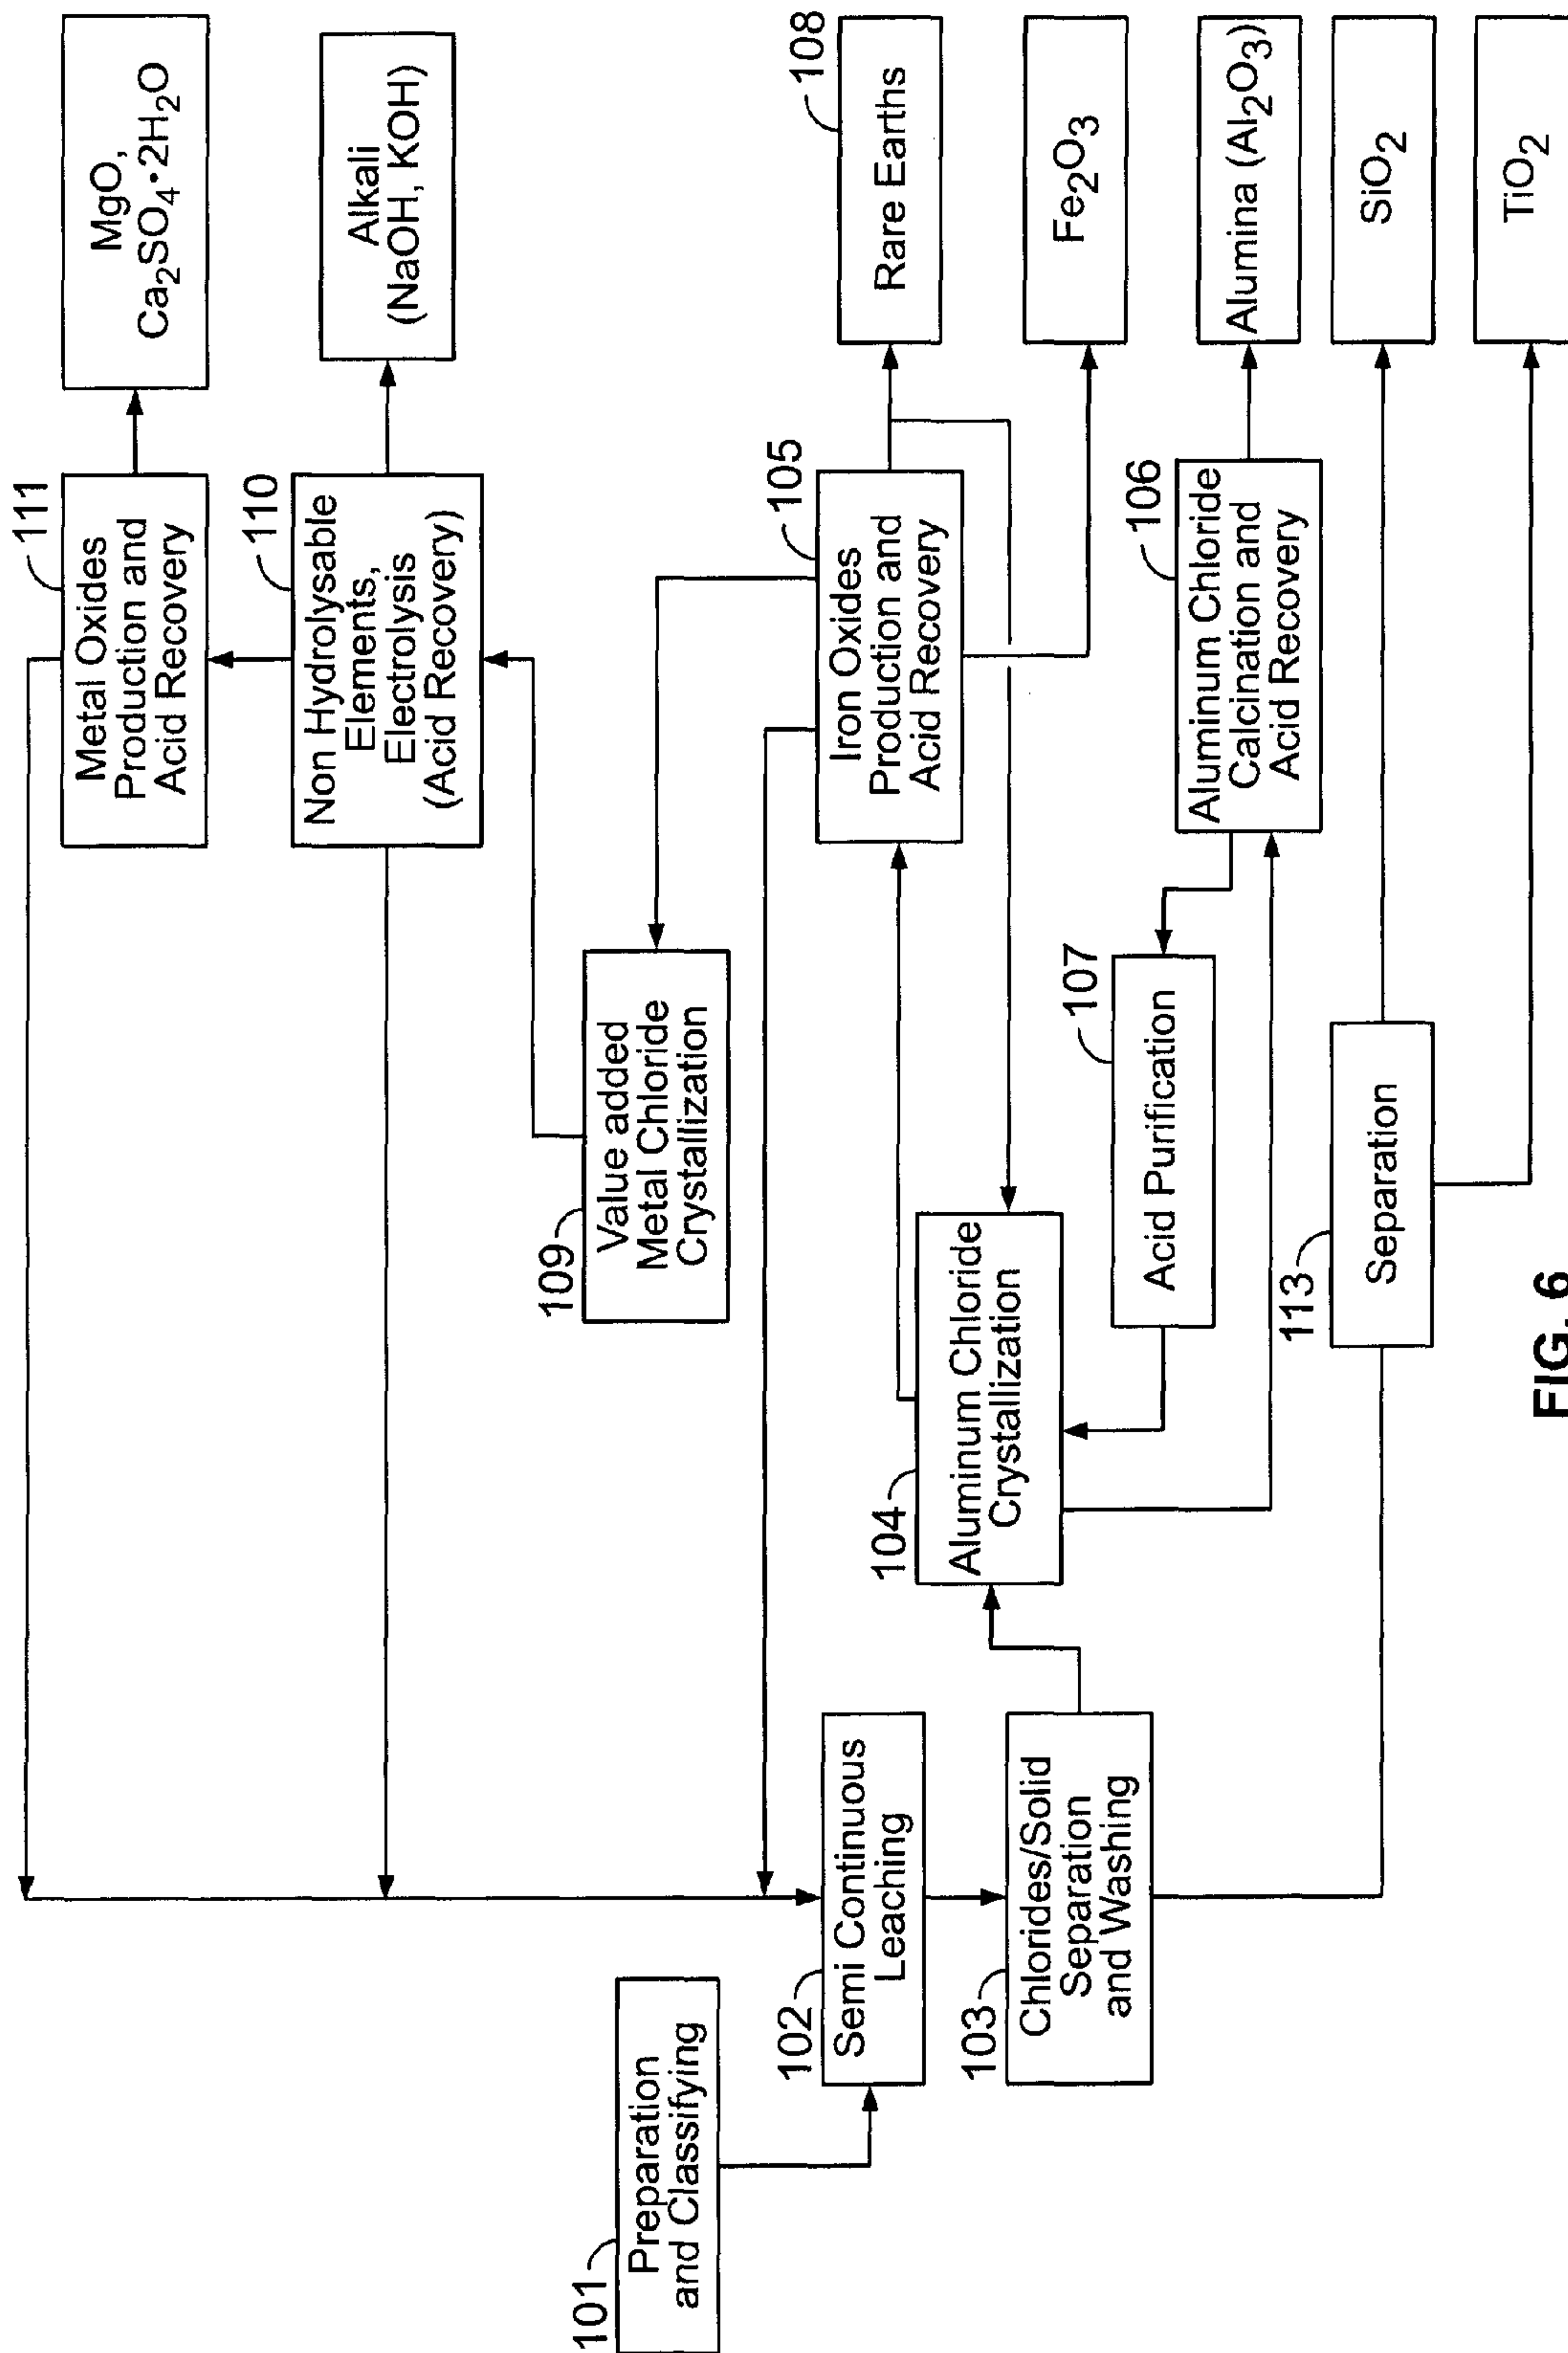 111
Metal Oxides
Production and
Acid Recovery
MgO,
Ca₂SO₄•2H₂O
110
Non Hydrolysable
Elements,
Electrolysis
(Acid Recovery)
Alkali
(NaOH, KOH)
109
Value added
Metal Chloride
Crystallization
101
Preparation
and Classifying
102
Semi Continuous
Leaching
105
Iron Oxides
Production and
Acid Recovery
108
Rare Earths
103
Chlorides/Solid
Separation
and Washing
104
Aluminum Chloride
Crystallization
Fe₂O₃
107
Acid Purification
106
Aluminum Chloride
Calcination and
Acid Recovery
Alumina (Al₂O₃)
113
Separation
SiO₂
TiO₂
FIG. 6